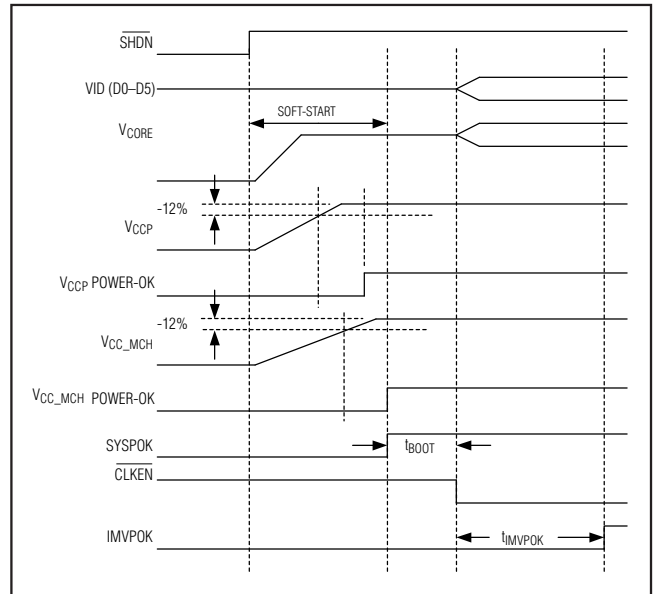 SHDN
VID (D0–D5)
SOFT-START
VCORE
-12%
VCCP
VCCP POWER-OK
-12%
VCC_MCH
VCC_MCH POWER-OK
SYSPOK
tBOOT
CLKEN
IMVPOK
tIMVPOK